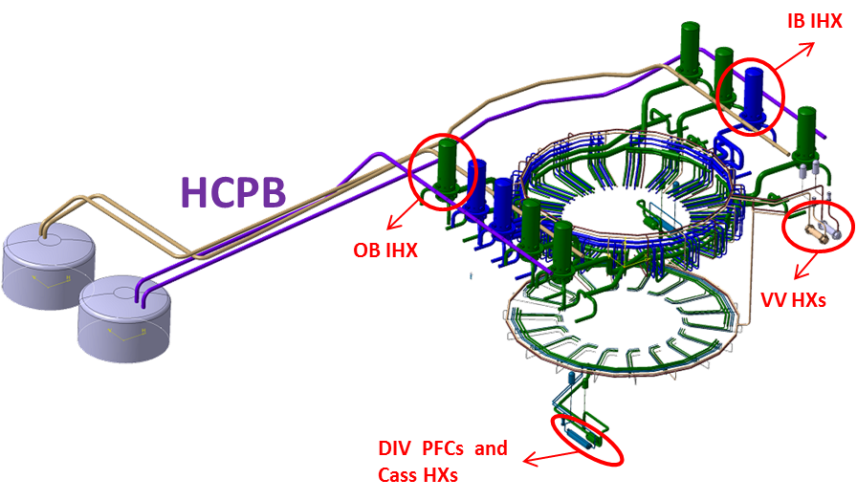 IB IHX
HCPB
OB IHX
VV HXs
DIV PFCs and
Cass HXs